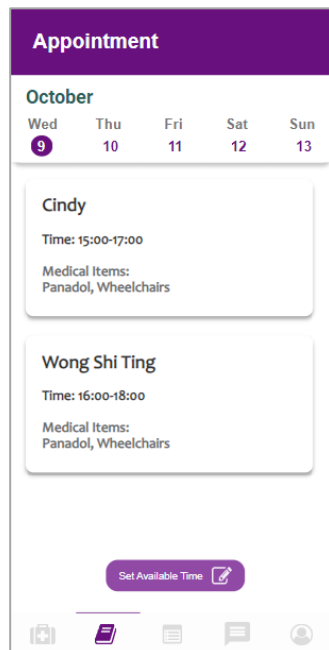 Appointment
October
Wed Thu Fri Sat Sun
9 10 11 12 13
Cindy
Time: 15:00-17:00
Medical Items:
Panadol, Wheelchairs
Wong Shi Ting
Time: 16:00-18:00
Medical Items:
Panadol, Wheelchairs
Set Available Time